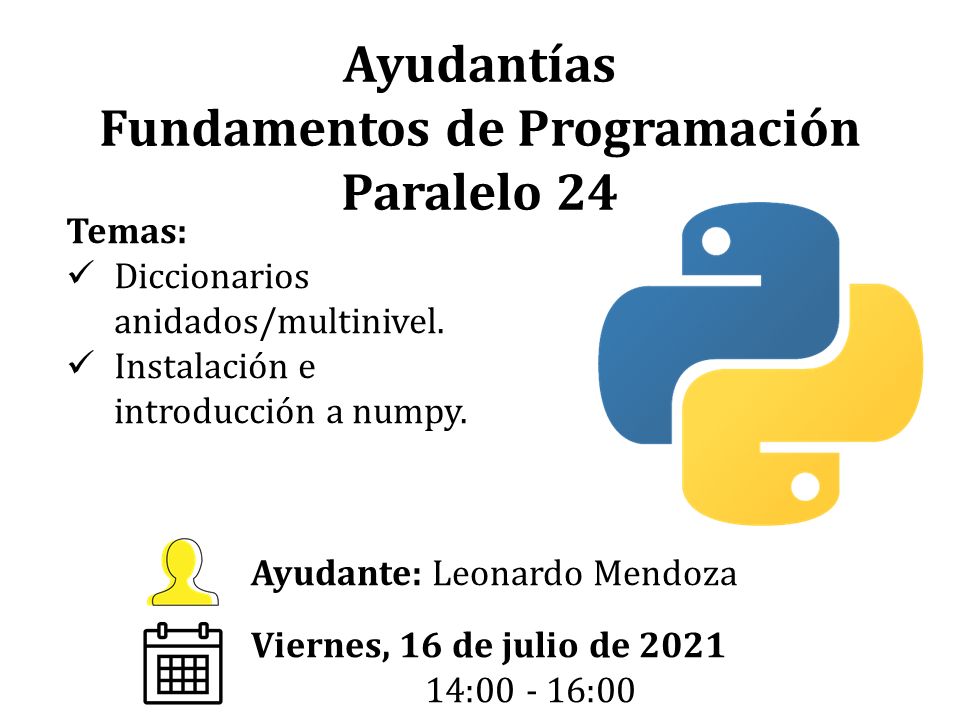 Ayudantías
Fundamentos de Programación
Paralelo 24
Temas:
✓ Diccionarios
anidados/multinivel.
✓ Instalación e
introducción a numpy.
Ayudante: Leonardo Mendoza
Viernes, 16 de julio de 2021
14:00 - 16:00